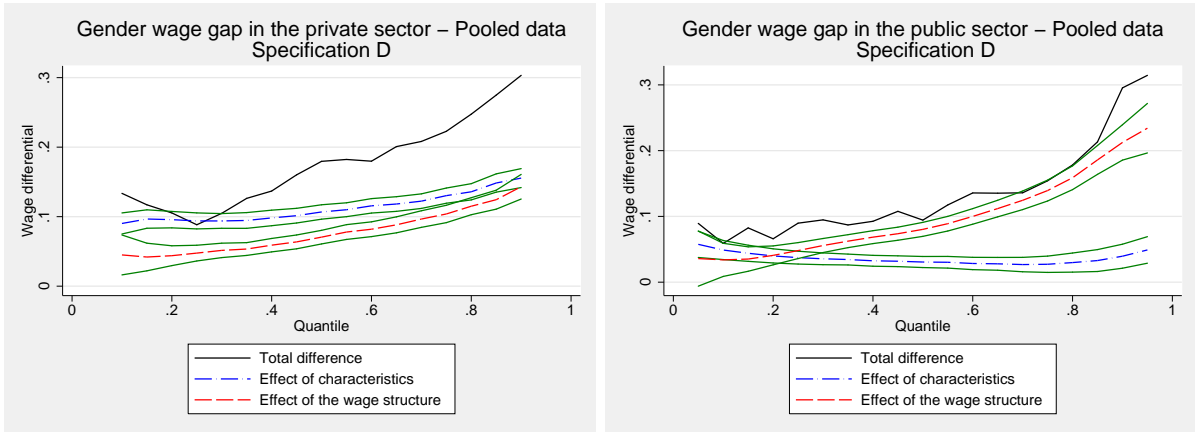 Gender wage gap in the private sector – Pooled data
Specification D
Wage differential
.3
.2
.1
0
0
.2
.4
.6
.8
1
Quantile
Total difference
Effect of characteristics
Effect of the wage structure
Gender wage gap in the public sector – Pooled data
Specification D
Wage differential
.3
.2
.1
0
0
.2
.4
.6
.8
1
Quantile
Total difference
Effect of characteristics
Effect of the wage structure